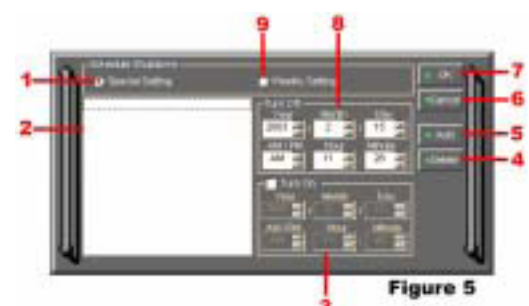 9
8
Schedule Shutdown
1
Special Setting
Weekly Setting
OK
7
2
Turn Off
Cancel
6
Year
Month
Day
2001
2
15
Add
5
AM / PM
Hour
Minute
AM
11
Delete
4
Turn On
Year
Month
Day
AM / PM
Hour
Minute
3
Figure 5